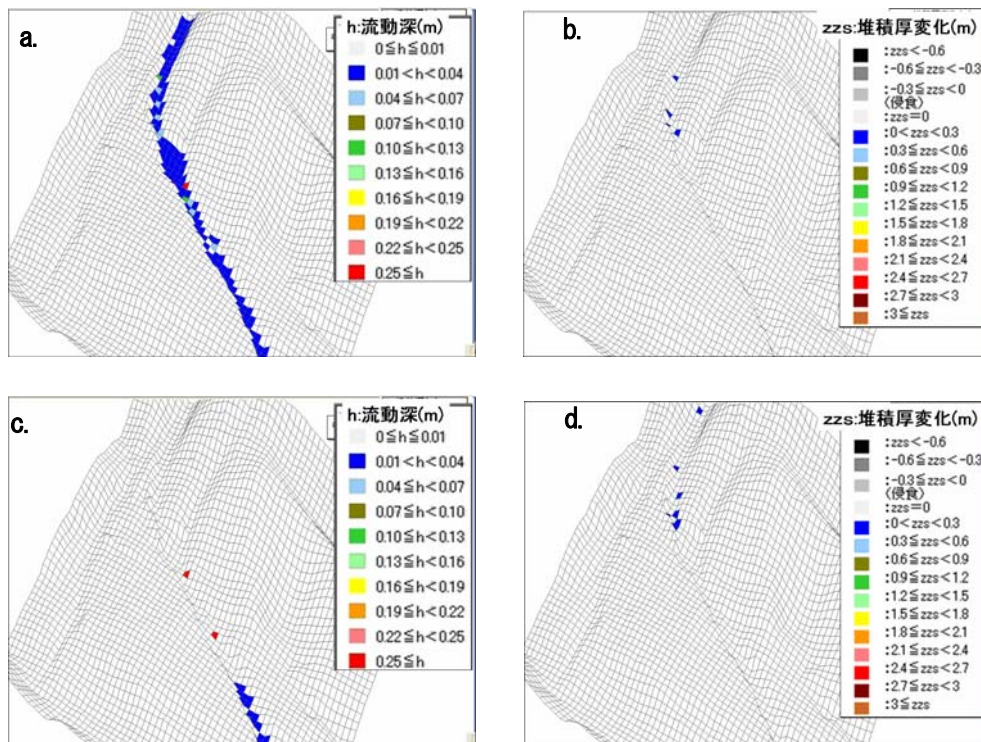 a.
h:流動深(m)
0≦h≦0.01
0.01<h<0.04
0.04≦h<0.07
0.07≦h<0.10
0.10≦h<0.13
0.13≦h<0.16
0.16≦h<0.19
0.19≦h<0.22
0.22≦h<0.25
0.25≦h
b.
zzs:堆積厚変化(m)
:zzs<-0.6
:-0.6≦zzs<-0.3
:-0.3≦zzs<0
(侵食)
:zzs=0
:0<zzs<0.3
:0.3≦zzs<0.6
:0.6≦zzs<0.9
:0.9≦zzs<1.2
:1.2≦zzs<1.5
:1.5≦zzs<1.8
:1.8≦zzs<2.1
:2.1≦zzs<2.4
:2.4≦zzs<2.7
:2.7≦zzs<3
:3≦zzs
c.
h:流動深(m)
0≦h≦0.01
0.01<h<0.04
0.04≦h<0.07
0.07≦h<0.10
0.10≦h<0.13
0.13≦h<0.16
0.16≦h<0.19
0.19≦h<0.22
0.22≦h<0.25
0.25≦h
d.
zzs:堆積厚変化(m)
:zzs<-0.6
:-0.6≦zzs<-0.3
:-0.3≦zzs<0
(侵食)
:zzs=0
:0<zzs<0.3
:0.3≦zzs<0.6
:0.6≦zzs<0.9
:0.9≦zzs<1.2
:1.2≦zzs<1.5
:1.5≦zzs<1.8
:1.8≦zzs<2.1
:2.1≦zzs<2.4
:2.4≦zzs<2.7
:2.7≦zzs<3
:3≦zzs